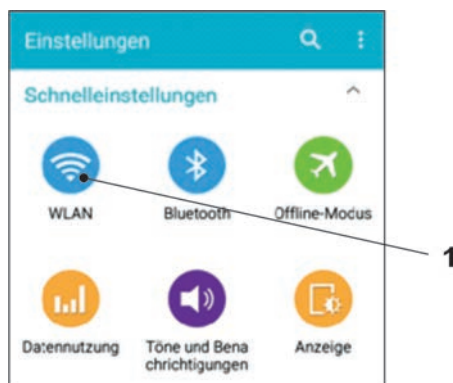 Einstellungen
Schnelleinstellungen
WLAN Bluetooth Offline-Modus
1
Datennutzung Töne und Bena Anzeige
chrichtigungen